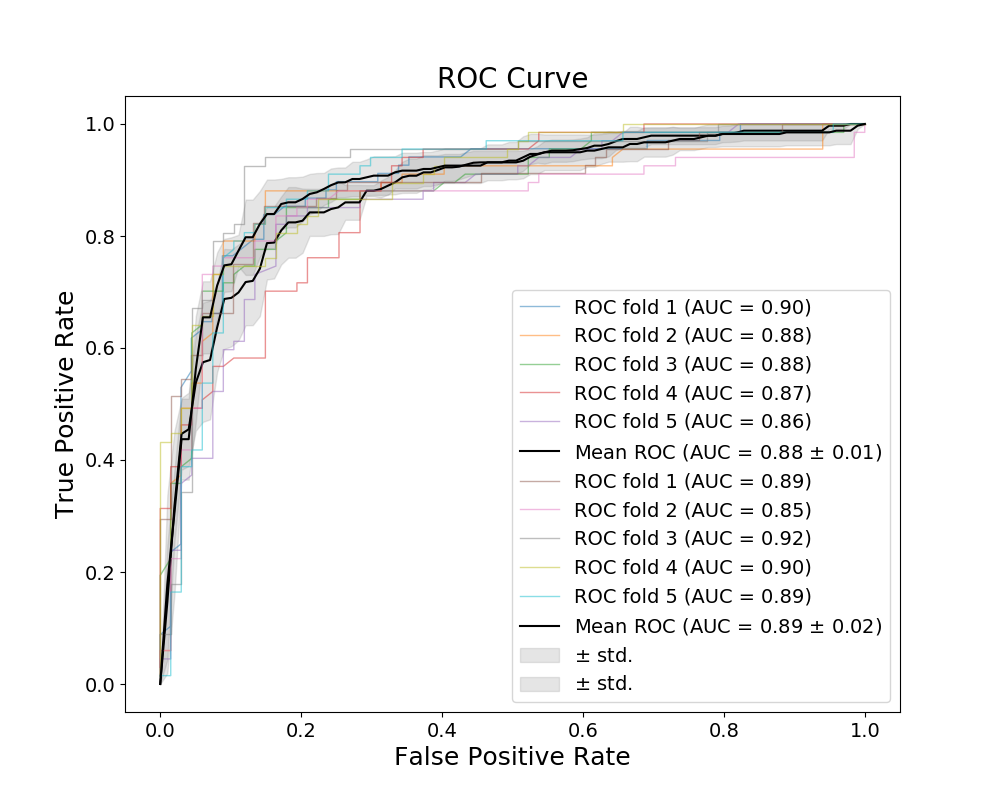 ROC Curve
1.0
0.8
0.6
0.4
0.2
0.0
True Positive Rate
ROC fold 1 (AUC = 0.90)
ROC fold 2 (AUC = 0.88)
ROC fold 3 (AUC = 0.88)
ROC fold 4 (AUC = 0.87)
ROC fold 5 (AUC = 0.86)
Mean ROC (AUC = 0.88 ± 0.01)
ROC fold 1 (AUC = 0.89)
ROC fold 2 (AUC = 0.85)
ROC fold 3 (AUC = 0.92)
ROC fold 4 (AUC = 0.90)
ROC fold 5 (AUC = 0.89)
Mean ROC (AUC = 0.89 ± 0.02)
± std.
± std.
0.0 0.2 0.4 0.6 0.8 1.0
False Positive Rate